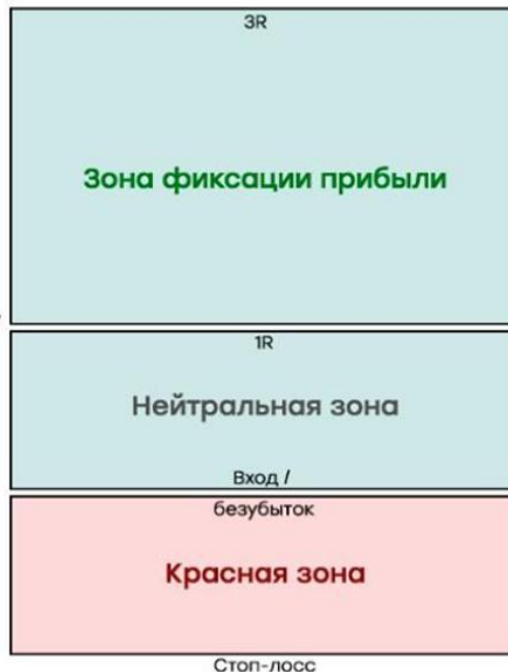 3R
Зона фиксации прибыли
1R
Нейтральная зона
Вход /
безубыток
Красная зона
Стоп-лосс